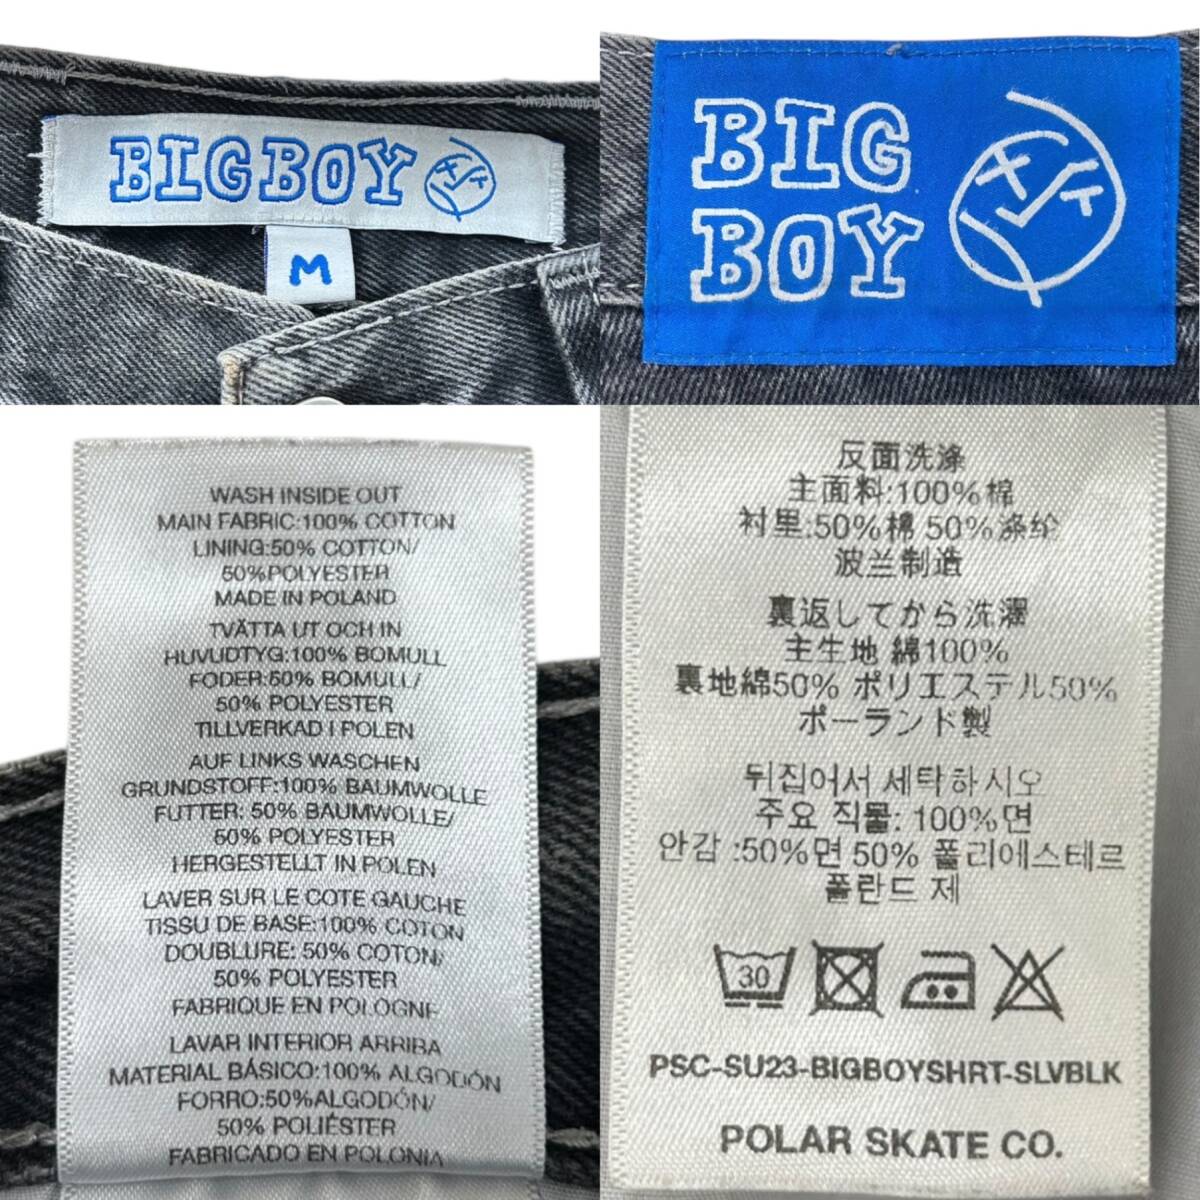 BIGBOY
M
BIG
BOY
WASH INSIDE OUT
MAIN FABRIC:100% COTTON
LINING:50% COTTON/
50%POLYESTER
MADE IN POLAND
TVÄTTA UT OCH IN
HUVUDTYG:100% BOMULL
FODER:50% BOMULL/
50% POLYESTER
TILLVERKAD I POLEN
AUF LINKS WASCHEN
GRUNDSTOFF:100% BAUMWOLLE
FUTTER: 50% BAUMWOLLE/
50% POLYESTER
HERGESTELLT IN POLEN
LAVER SUR LE COTE GAUCHE
TISSU DE BASE:100% COTON
DOUBLURE: 50% COTON/
50% POLYESTER
FABRIQUE EN POLOGNE
LAVAR INTERIOR ARRIBA
MATERIAL BÁSICO:100% ALGODÓN
FORRO:50%ALGODÓN/
50% POLIÉSTER
FABRICADO EN POLONIA
反面洗涤
主面料:100%棉
衬里:50%棉 50%涤纶
波兰制造
裏返してから洗濯
主生地 綿100%
裏地綿50% ポリエステル50%
ポーランド製
뒤집어서 세탁하시오
주요 직물: 100%면
안감 :50%면 50% 폴리에스테르
폴란드 제
30
PSC-SU23-BIGBOYSHRT-SLVBLK
POLAR SKATE CO.